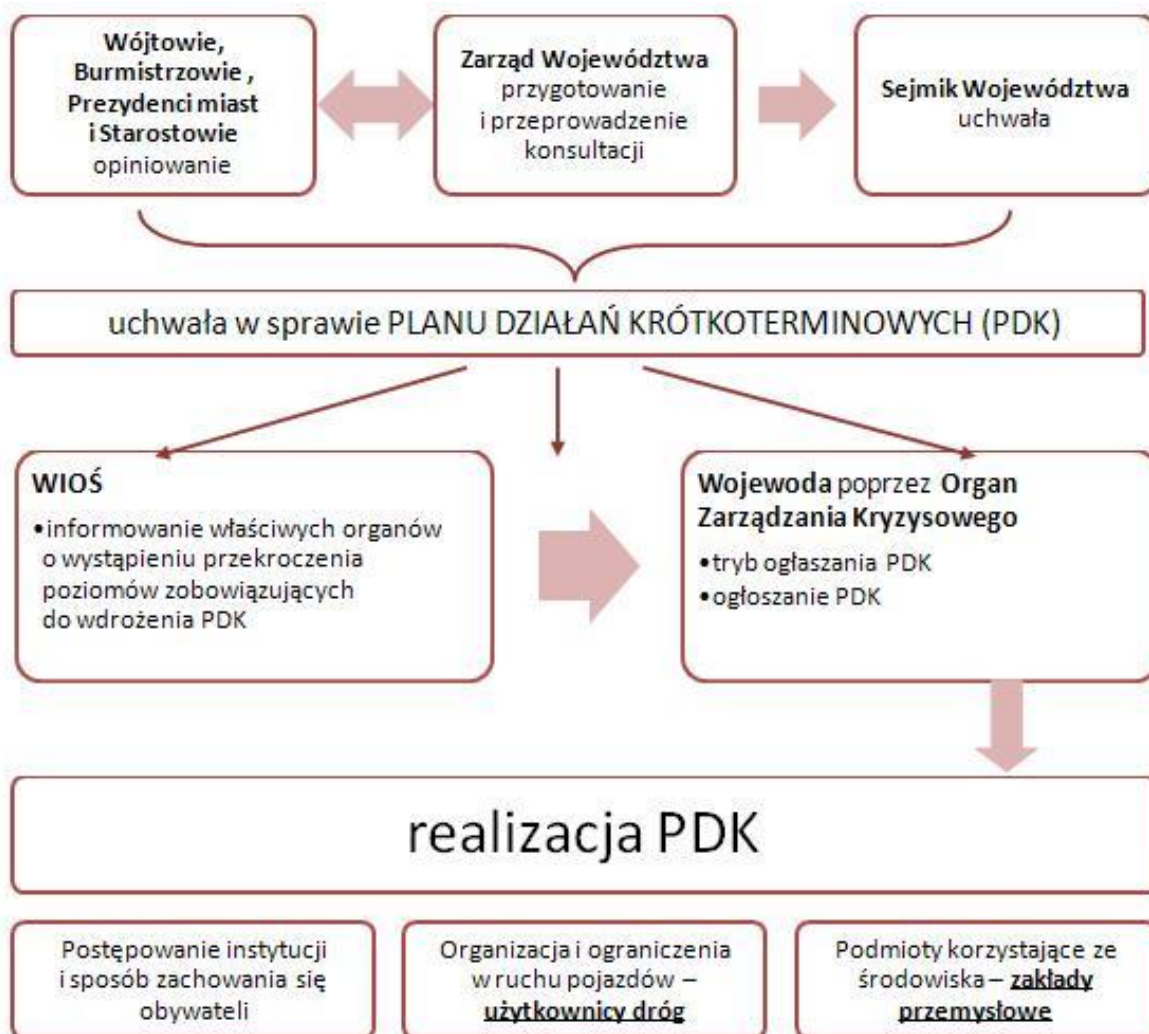 Wójtowie,
Burmistrzowie ,
Prezydenci miast
i Starostowie
opiniowanie
Zarząd Województwa
przygotowanie
i przeprowadzenie
konsultacji
Sejmik Województwa
uchwała
uchwała w sprawie PLANU DZIAŁAŃ KRÓTKOTERMINOWYCH (PDK)
WIOŚ
•informowanie właściwych organów
o wystąpieniu przekroczenia
poziomów zobowiązujących
do wdrożenia PDK
Wojewoda poprzez Organ
Zarządzania Kryzysowego
•tryb ogłaszania PDK
•ogłoszanie PDK
realizacja PDK
Postępowanie instytucji
i sposób zachowania się
obywateli
Organizacja i ograniczenia
w ruchu pojazdów –
użytkownicy dróg
Podmioty korzystające ze
środowiska – zakłady
przemysłowe